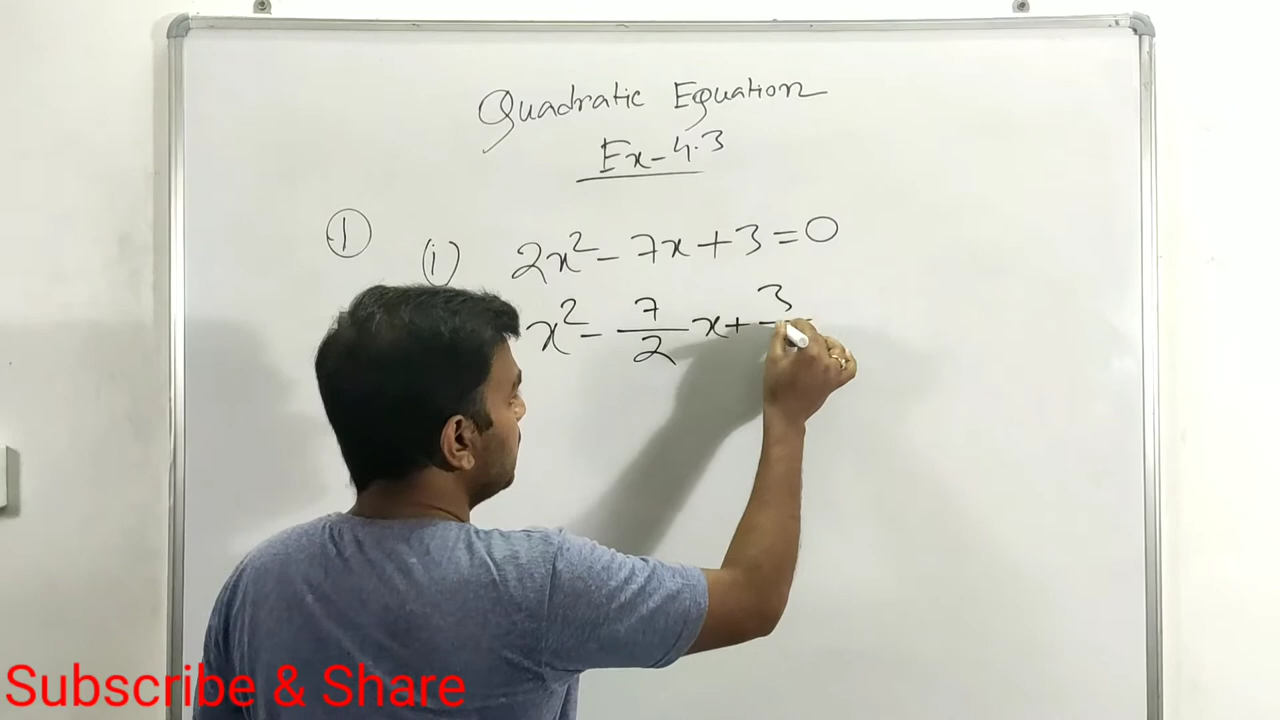 Quadratic Equation
Ex-4.3
1 (i) 2x² - 7x + 3 = 0
x² - 7/2 x + 3
Subscribe & Share